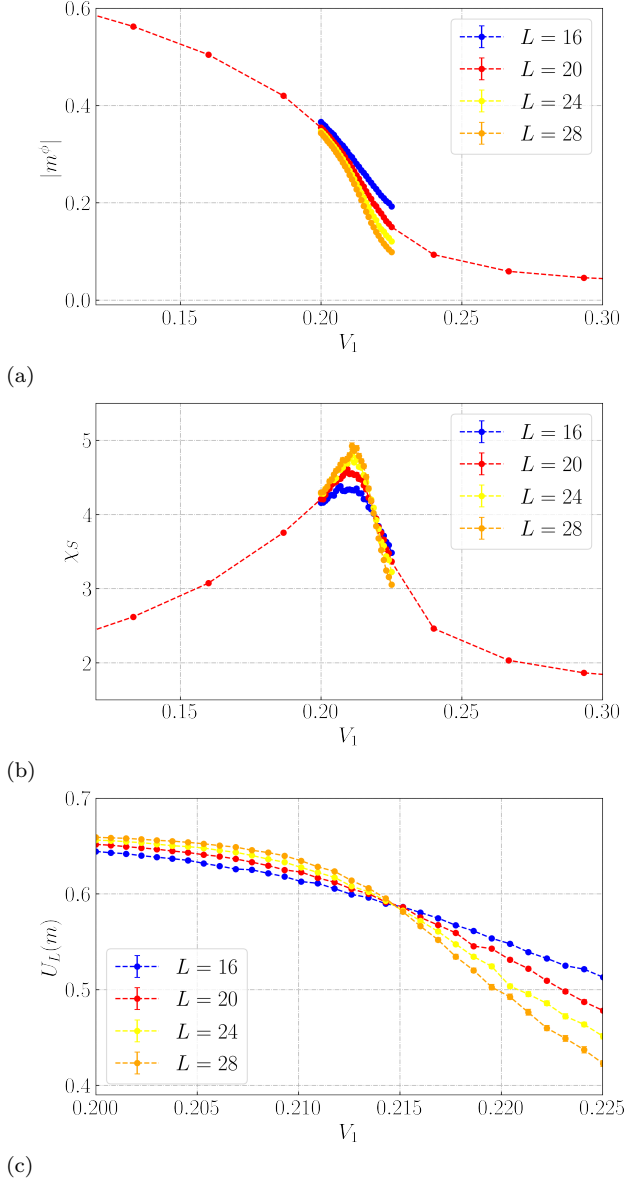 0.6
0.4
0.2
0.0
|m^ϕ|
L = 16
L = 20
L = 24
L = 28
0.15 0.20 0.25 0.30
V₁
(a)
5
4
3
2
χ_S
L = 16
L = 20
L = 24
L = 28
0.15 0.20 0.25 0.30
V₁
(b)
0.7
0.6
0.5
0.4
U_L(m)
L = 16
L = 20
L = 24
L = 28
0.200 0.205 0.210 0.215 0.220 0.225
V₁
(c)